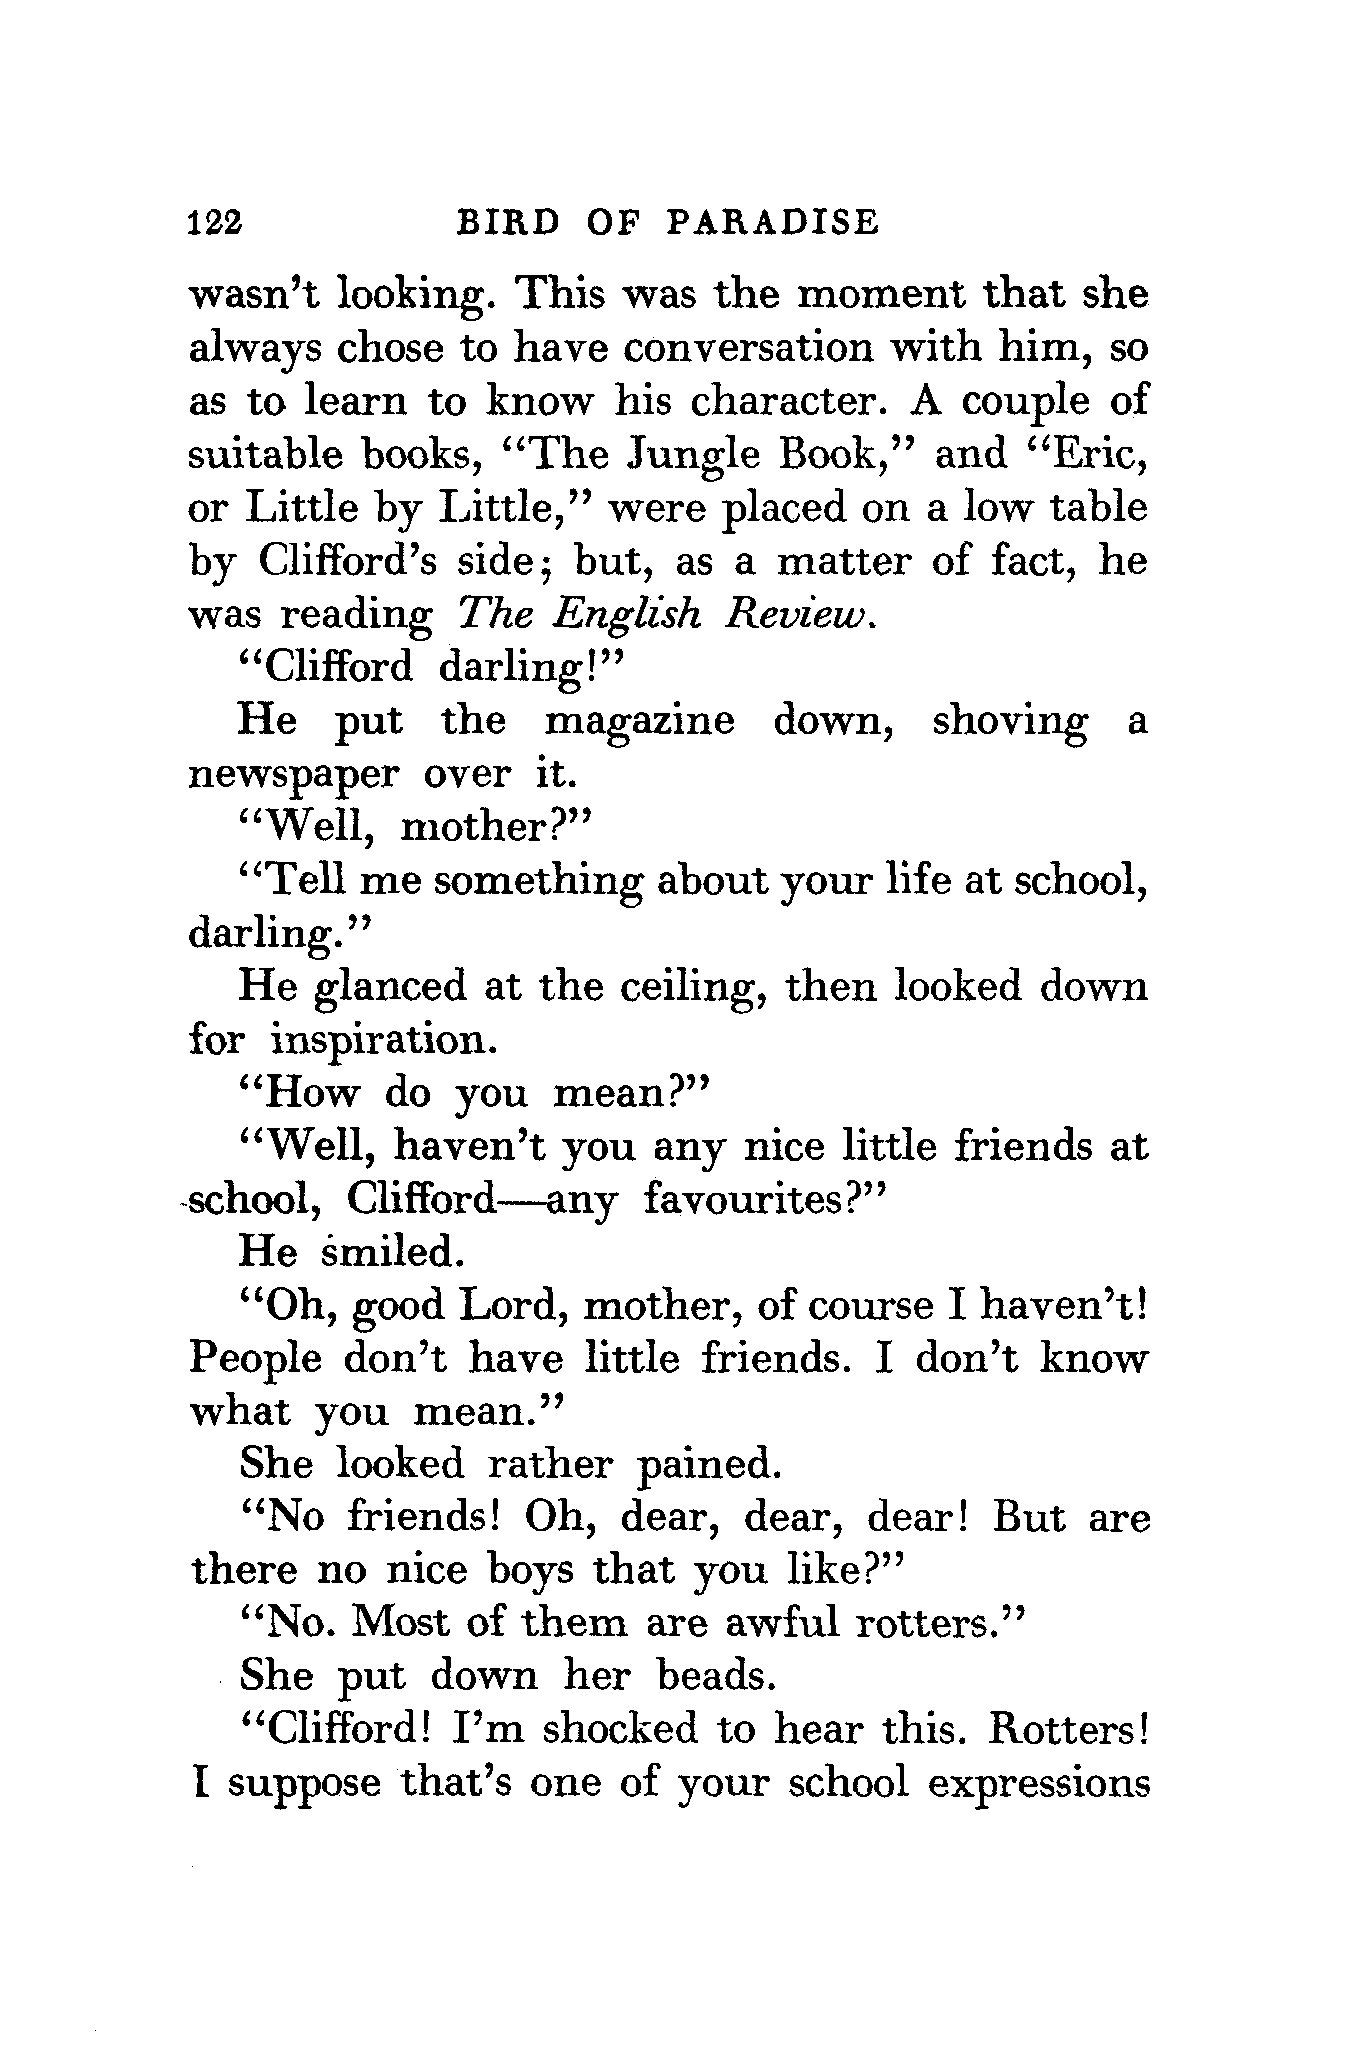 122 BIRD OF PARADISE
wasn't looking. This was the moment that she
always chose to have conversation with him, so
as to learn to know his character. A couple of
suitable books, "The Jungle Book," and "Eric,
or Little by Little," were placed on a low table
by Clifford's side; but, as a matter of fact, he
was reading The English Review.
"Clifford darling!"
He put the magazine down, shoving a
newspaper over it.
"Well, mother?"
"Tell me something about your life at school,
darling."
He glanced at the ceiling, then looked down
for inspiration.
"How do you mean?"
"Well, haven't you any nice little friends at
school, Clifford—any favourites?"
He smiled.
"Oh, good Lord, mother, of course I haven't!
People don't have little friends. I don't know
what you mean."
She looked rather pained.
"No friends! Oh, dear, dear, dear! But are
there no nice boys that you like?"
"No. Most of them are awful rotters."
She put down her beads.
"Clifford! I'm shocked to hear this. Rotters!
I suppose that's one of your school expressions